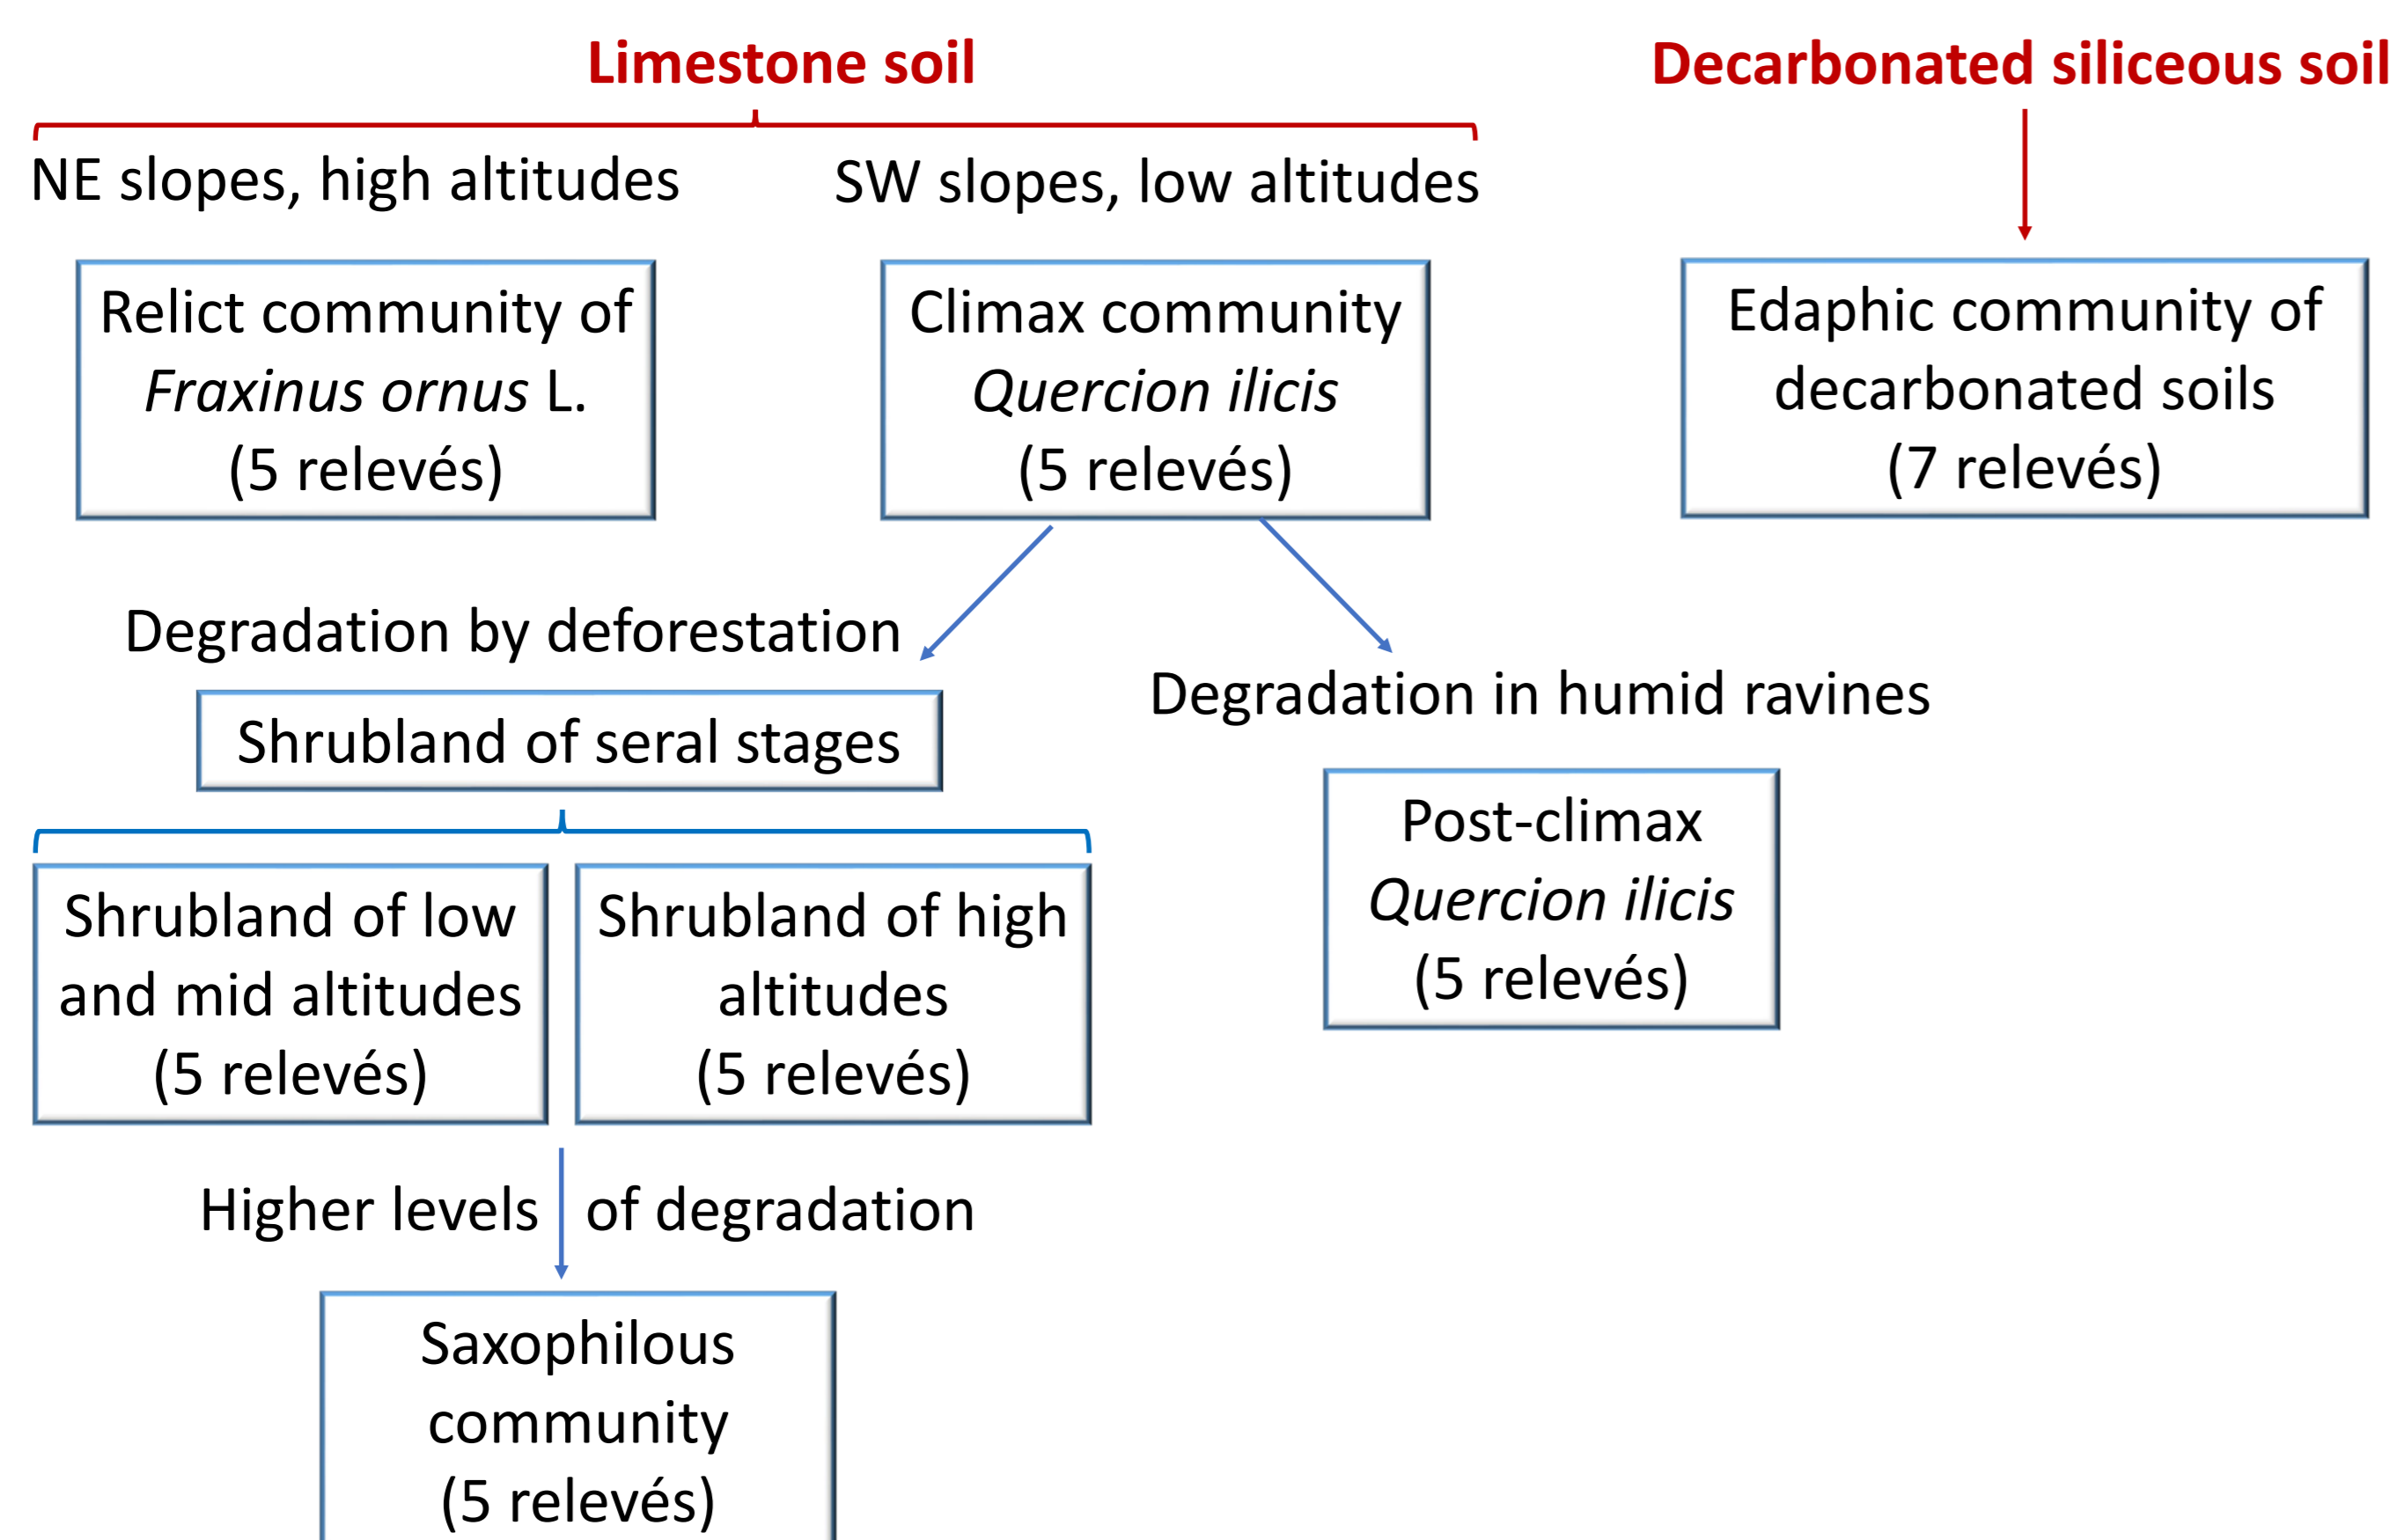 Limestone soil
Decarbonated siliceous soil
NE slopes, high altitudes
SW slopes, low altitudes
Relict community of
Fraxinus ornus L.
(5 relevés)
Climax community
Quercion ilicis
(5 relevés)
Edaphic community of
decarbonated soils
(7 relevés)
Degradation by deforestation
Degradation in humid ravines
Shrubland of seral stages
Post-climax
Quercion ilicis
(5 relevés)
Shrubland of low
and mid altitudes
(5 relevés)
Shrubland of high
altitudes
(5 relevés)
Higher levels of degradation
Saxophilous
community
(5 relevés)